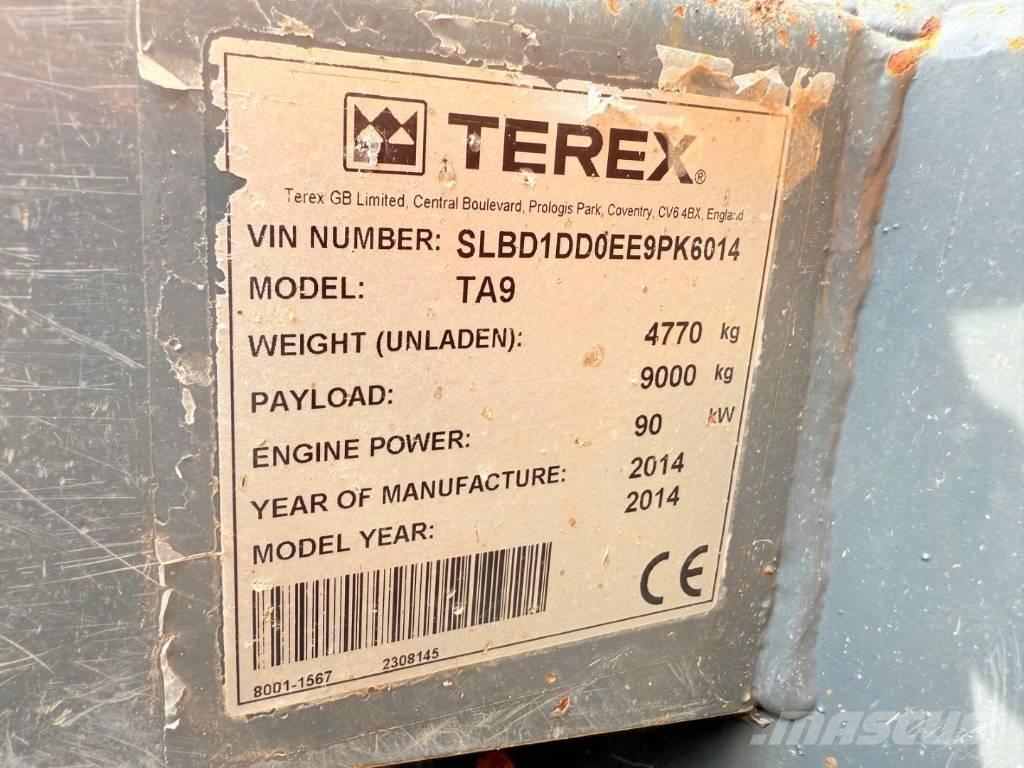 TEREX®
Terex GB Limited, Central Boulevard, Prologis Park, Coventry, CV6 4BX, England
VIN NUMBER: SLBD1DD0EE9PK6014
MODEL: TA9
WEIGHT (UNLADEN): 4770 kg
PAYLOAD: 9000 kg
ENGINE POWER: 90 kW
YEAR OF MANUFACTURE: 2014
MODEL YEAR: 2014
CE
8001-1567 2308145
MASCUS